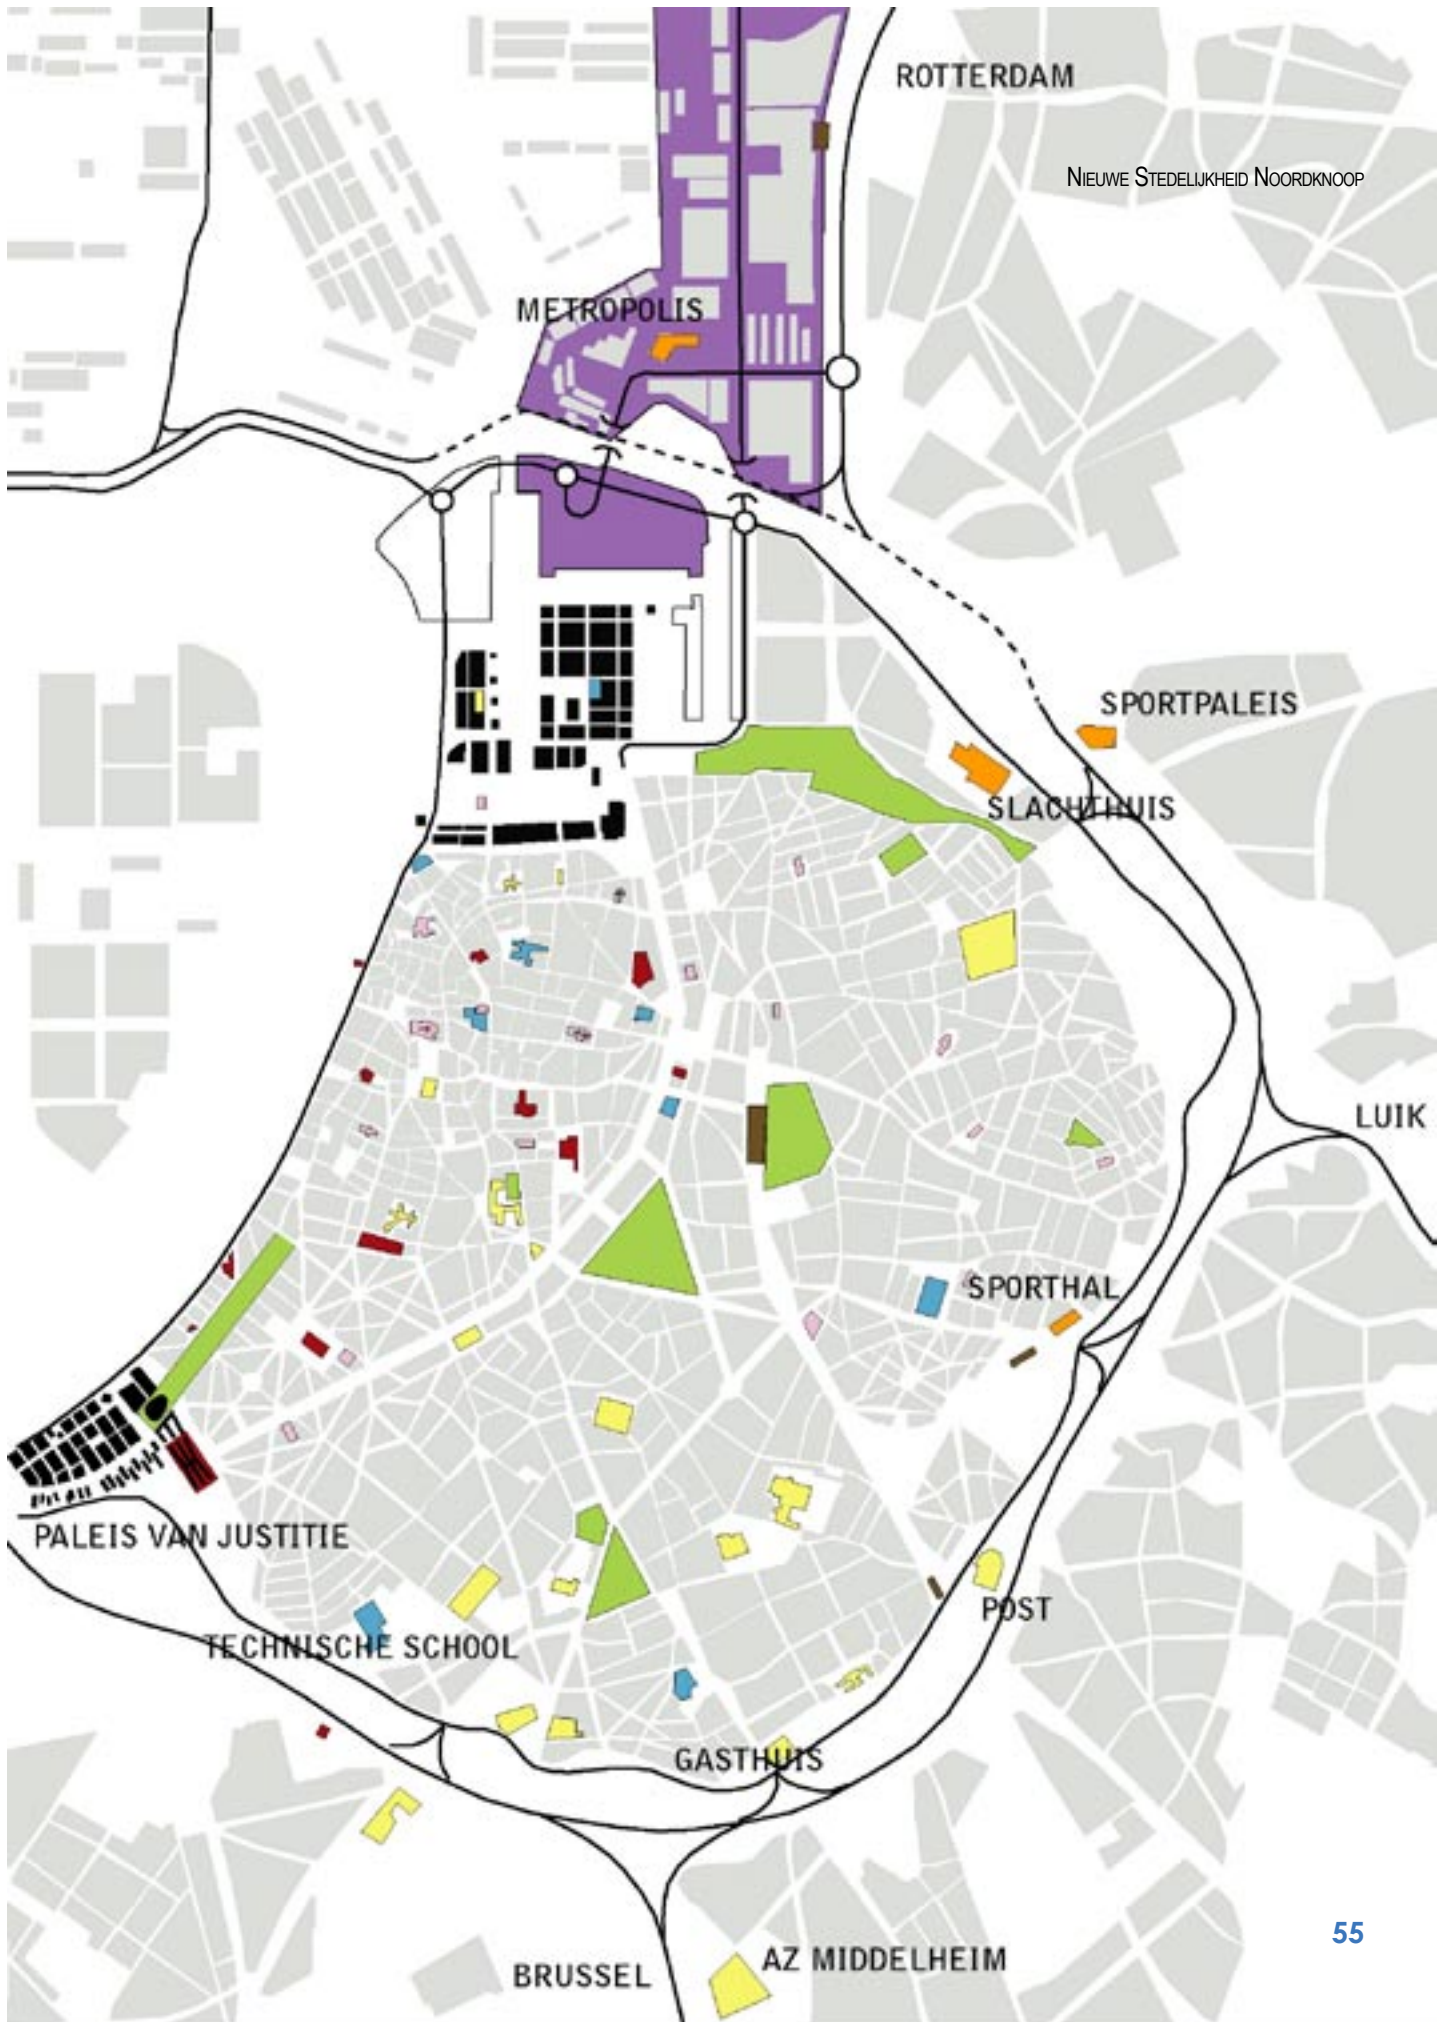 ROTTERDAM
NIEUWE STEDELIJKHEID NOORDKNOOP
METROPOLIS
SPORTPALEIS
SLACHTHUIS
LUIK
SPORTHAL
PALEIS VAN JUSTITIE
POST
TECHNISCHE SCHOOL
GASTHUIS
55
AZ MIDDELHEIM
BRUSSEL